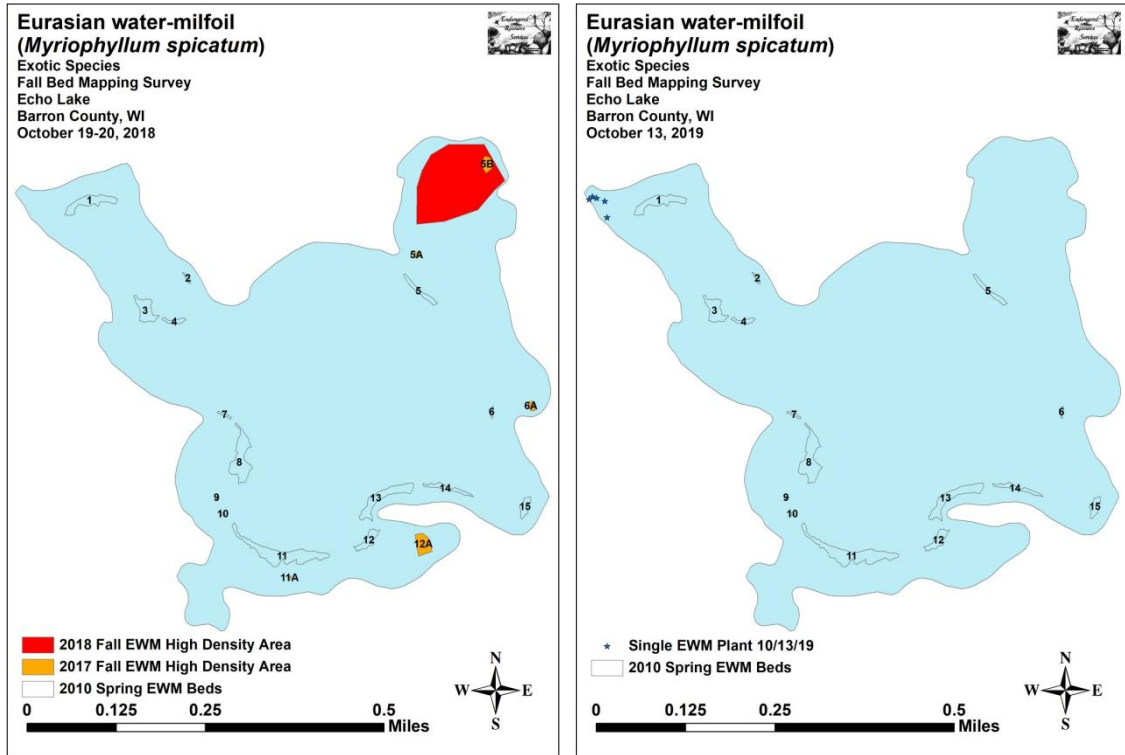 Eurasian water-milfoil
(Myriophyllum spicatum)
Exotic Species
Fall Bed Mapping Survey
Echo Lake
Barron County, WI
October 19-20, 2018
Endangered
Resource
Services
1
2
3
4
5B
5A
5
6A
6
7
8
9
10
11
11A
12
12A
13
14
15
2018 Fall EWM High Density Area
2017 Fall EWM High Density Area
2010 Spring EWM Beds
N
W E
S
0 0.125 0.25 0.5
Miles
Eurasian water-milfoil
(Myriophyllum spicatum)
Exotic Species
Fall Bed Mapping Survey
Echo Lake
Barron County, WI
October 13, 2019
Endangered
Resource
Services
1
2
3
4
5
6
7
8
9
10
11
12
13
14
15
Single EWM Plant 10/13/19
2010 Spring EWM Beds
N
W E
S
0 0.125 0.25 0.5
Miles